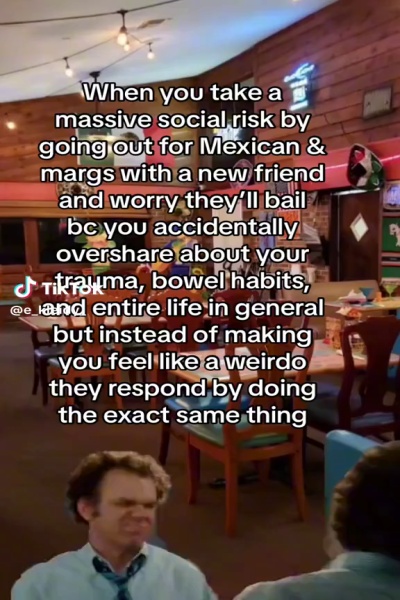 When you take a
massive social risk by
going out for Mexican &
margs with a new friend
and worry they'll bail
bc you accidentally
overshare about your
trauma, bowel habits,
and entire life in general
but instead of making
you feel like a weirdo
they respond by doing
the exact same thing
TikTok